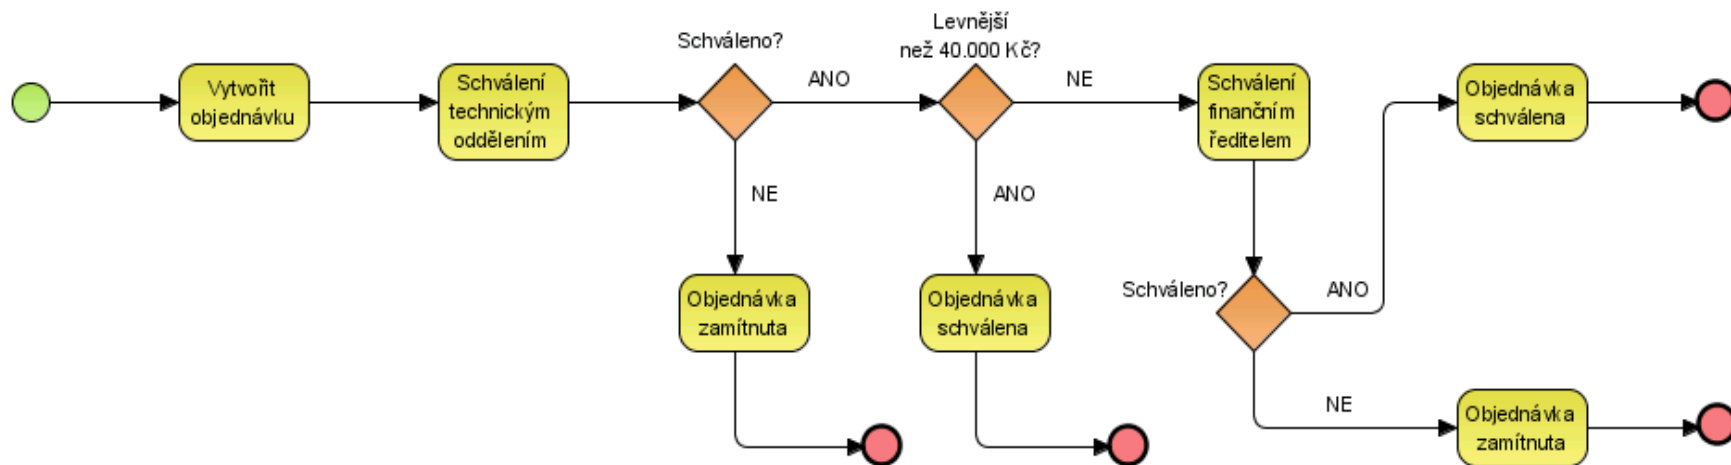 Vytvořit
objednávku
Schválení
technickým
oddělením
Schváleno?
ANO
NE
Objednávka
zamítnuta
Levnější
než 40.000 Kč?
NE
ANO
Objednávka
schválena
Schválení
finančním
ředitelem
Schváleno?
ANO
Objednávka
schválena
NE
Objednávka
zamítnuta